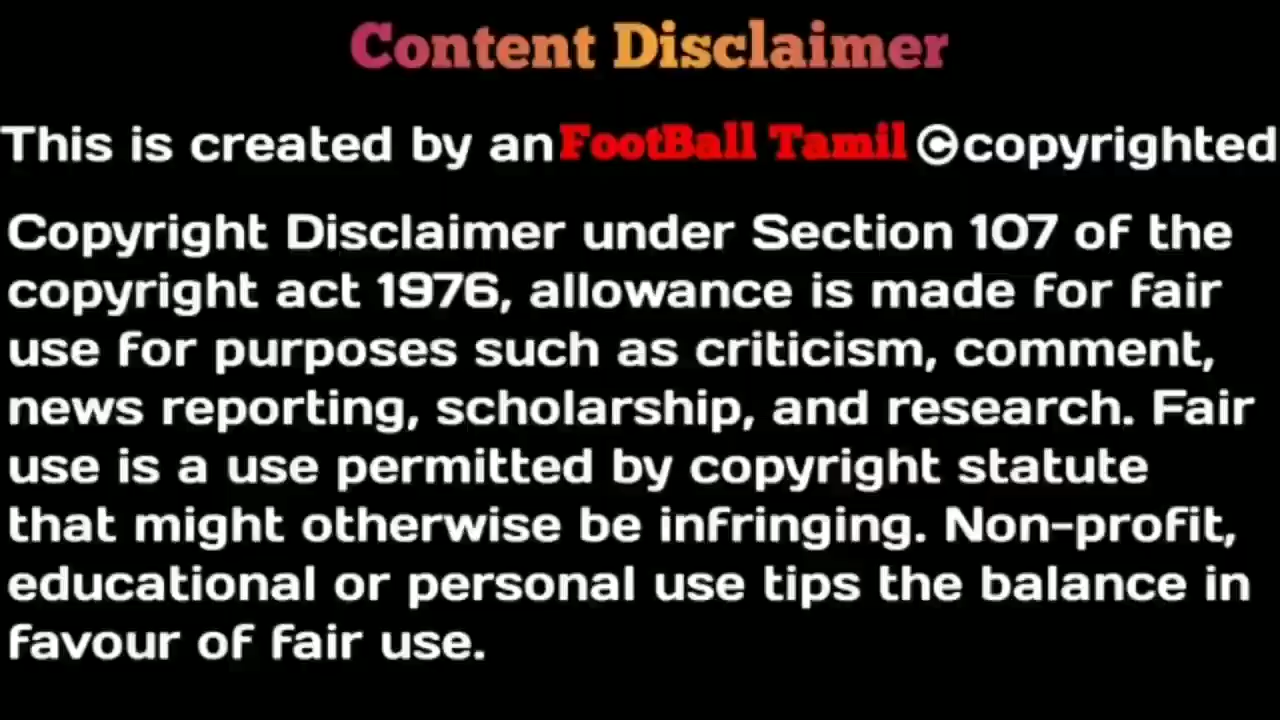 Content Disclaimer
This is created by an FootBall Tamil ©copyrighted
Copyright Disclaimer under Section 107 of the
copyright act 1976, allowance is made for fair
use for purposes such as criticism, comment,
news reporting, scholarship, and research. Fair
use is a use permitted by copyright statute
that might otherwise be infringing. Non-profit,
educational or personal use tips the balance in
favour of fair use.